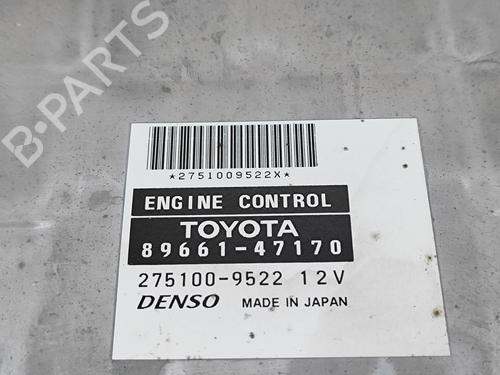 B-PARTS
*2751009522X*
ENGINE CONTROL
TOYOTA
89661-47170
275100-9522 12V
DENSO MADE IN JAPAN